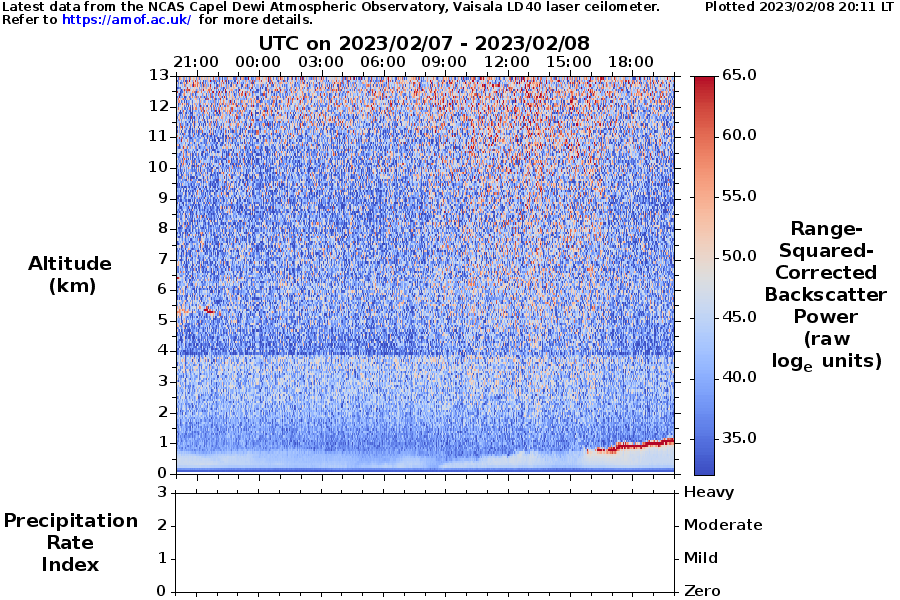 Latest data from the NCAS Capel Dewi Atmospheric Observatory, Vaisala LD40 laser ceilometer.
Plotted 2023/02/08 20:11 LT
Refer to https://amof.ac.uk/ for more details.
UTC on 2023/02/07 - 2023/02/08
21:00 00:00 03:00 06:00 09:00 12:00 15:00 18:00
13
12
11
10
9
8
7
6
5
4
3
2
1
0
Altitude
(km)
65.0
60.0
55.0
50.0
45.0
40.0
35.0
Range-
Squared-
Corrected
Backscatter
Power
(raw
loge units)
3
2
1
0
Precipitation
Rate
Index
Heavy
Moderate
Mild
Zero